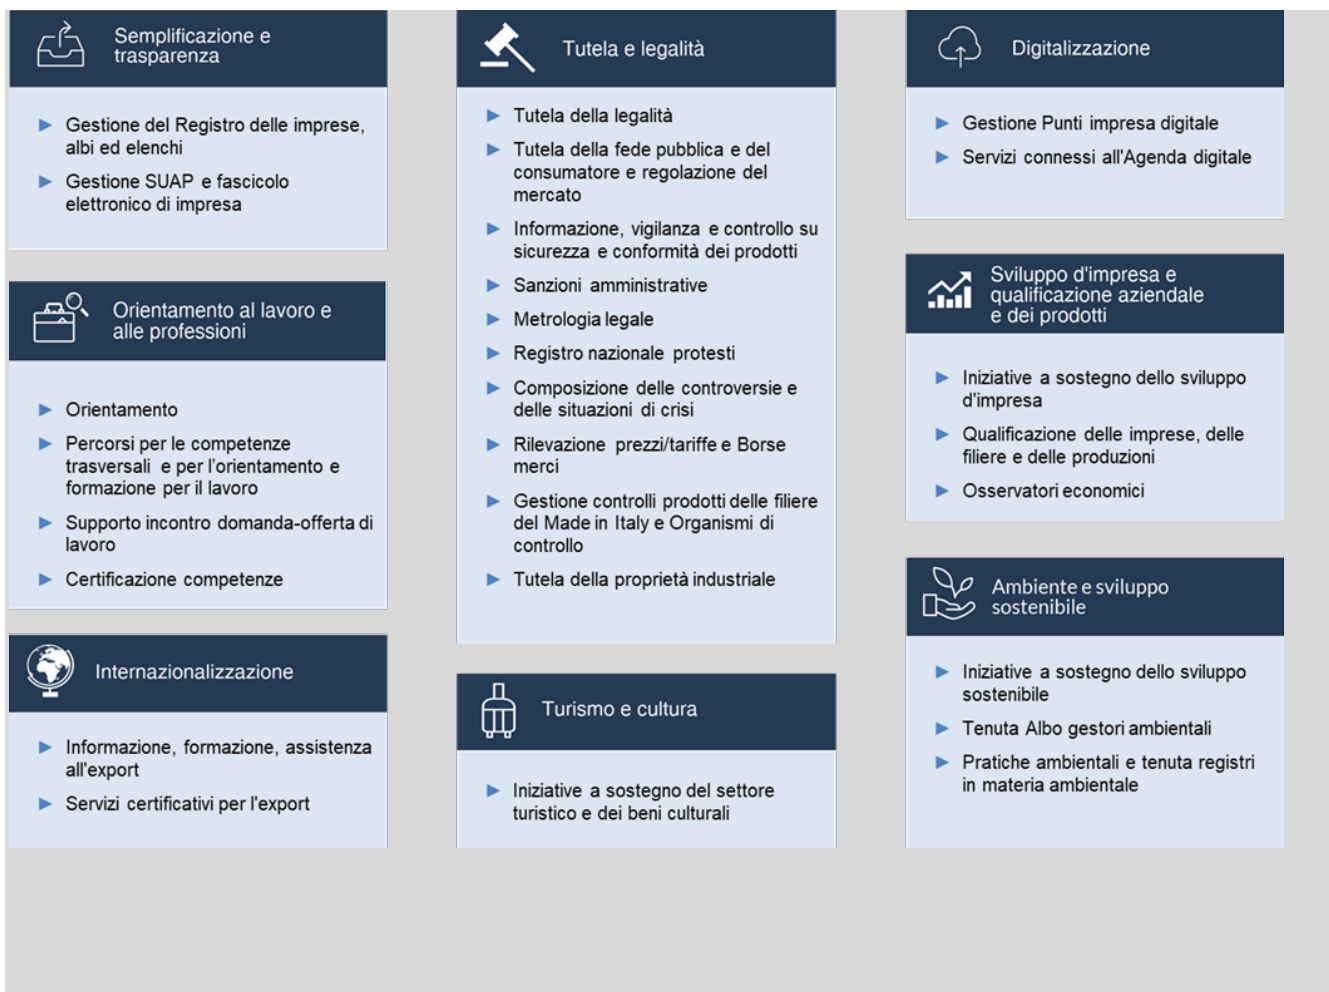 Semplificazione e
trasparenza
Gestione del Registro delle imprese,
albi ed elenchi
Gestione SUAP e fascicolo
elettronico di impresa
Orientamento al lavoro e
alle professioni
Orientamento
Percorsi per le competenze
trasversali e per l'orientamento e
formazione per il lavoro
Supporto incontro domanda-offerta di
lavoro
Certificazione competenze
Internazionalizzazione
Informazione, formazione, assistenza
all'export
Servizi certificativi per l'export
Tutela e legalità
Tutela della legalità
Tutela della fede pubblica e del
consumatore e regolazione del
mercato
Informazione, vigilanza e controllo su
sicurezza e conformità dei prodotti
Sanzioni amministrative
Metrologia legale
Registro nazionale protesti
Composizione delle controversie e
delle situazioni di crisi
Rilevazione prezzi/tariffe e Borse
merci
Gestione controlli prodotti delle filiere
del Made in Italy e Organismi di
controllo
Tutela della proprietà industriale
Turismo e cultura
Iniziative a sostegno del settore
turistico e dei beni culturali
Digitalizzazione
Gestione Punti impresa digitale
Servizi connessi all'Agenda digitale
Sviluppo d'impresa e
qualificazione aziendale
e dei prodotti
Iniziative a sostegno dello sviluppo
d'impresa
Qualificazione delle imprese, delle
filiere e delle produzioni
Osservatori economici
Ambiente e sviluppo
sostenibile
Iniziative a sostegno dello sviluppo
sostenibile
Tenuta Albo gestori ambientali
Pratiche ambientali e tenuta registri
in materia ambientale